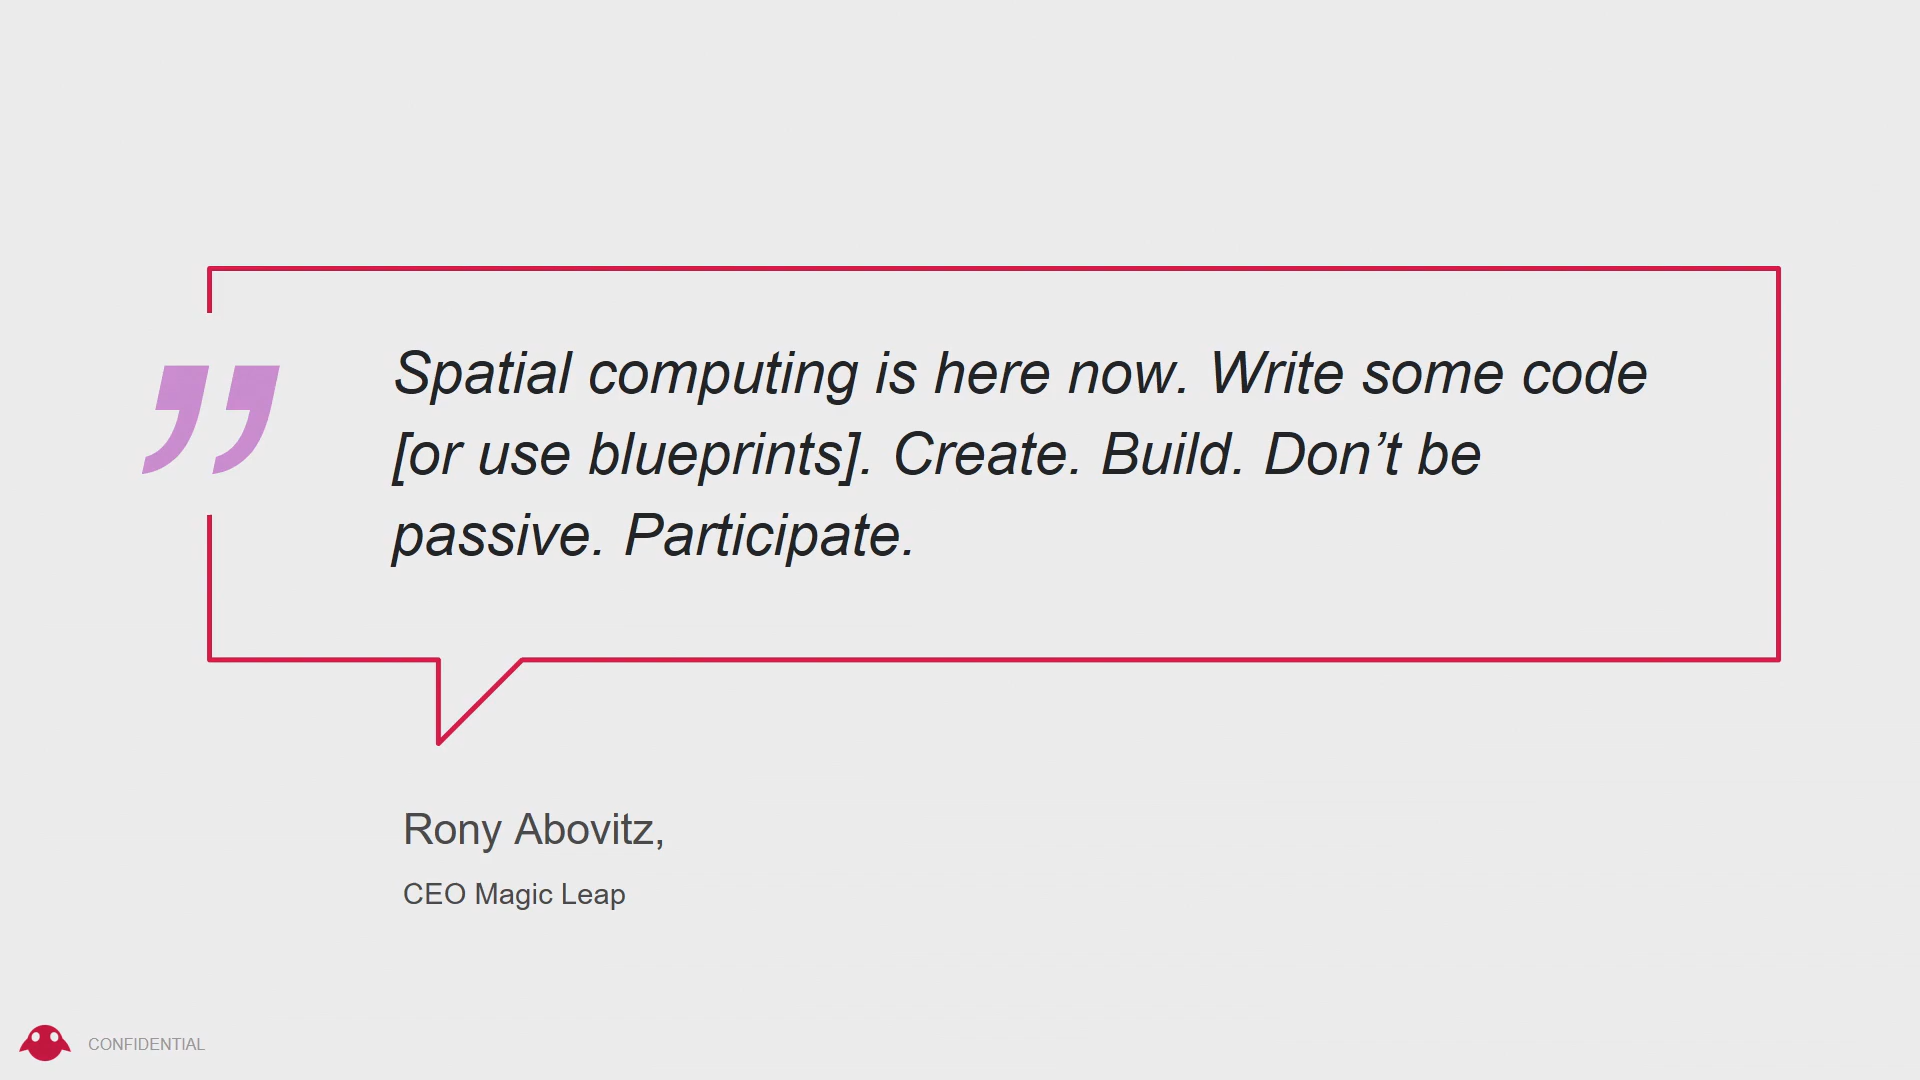 Spatial computing is here now. Write some code
[or use blueprints]. Create. Build. Don’t be
passive. Participate.
Rony Abovitz,
CEO Magic Leap
CONFIDENTIAL